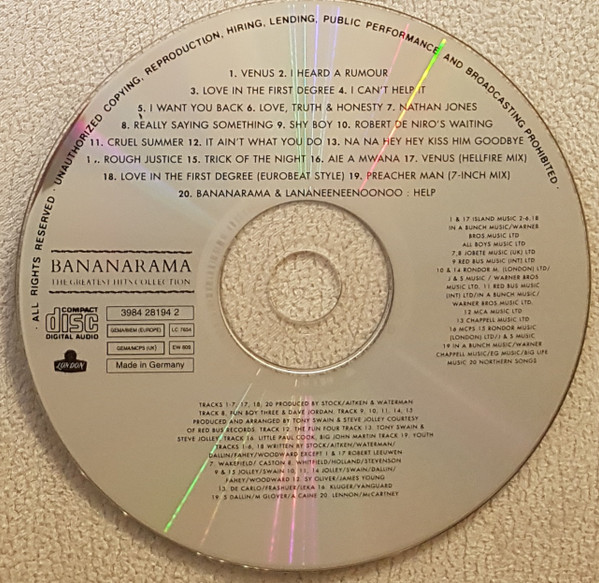 ALL RIGHTS RESERVED · UNAUTHORIZED COPYING, REPRODUCTION, HIRING, LENDING, PUBLIC PERFORMANCE AND BROADCASTING PROHIBITED ·
1. VENUS 2. I HEARD A RUMOUR
3. LOVE IN THE FIRST DEGREE 4. I CAN'T HELP IT
5. I WANT YOU BACK 6. LOVE, TRUTH & HONESTY 7. NATHAN JONES
8. REALLY SAYING SOMETHING 9. SHY BOY 10. ROBERT DE NIRO'S WAITING
11. CRUEL SUMMER 12. IT AIN'T WHAT YOU DO 13. NA NA HEY HEY KISS HIM GOODBYE
1 . ROUGH JUSTICE 15. TRICK OF THE NIGHT 16. AIE A MWANA 17. VENUS (HELLFIRE MIX)
18. LOVE IN THE FIRST DEGREE (EUROBEAT STYLE) 19. PREACHER MAN (7-INCH MIX)
20. BANANARAMA & LANANEENEENOONOO : HELP
BANANARAMA
THE GREATEST HITS COLLECTION
COMPACT
disc
DIGITAL AUDIO
3984 28194 2
GEMA/BIEM (EUROPE)
LC 7654
GEMA/MCPS (UK)
EW 808
LONDON
Made in Germany
1 & 17 ISLAND MUSIC 2-6,18
IN A BUNCH MUSIC/WARNER
BROS MUSIC LTD
ALL BOYS MUSIC LTD
7,8 JOBETE MUSIC (UK) LTD
9 RED BUS MUSIC (INT) LTD
10 & 14 RONDOR M. (LONDON) LTD/
J & S MUSIC / WARNER BROS
MUSIC LTD, 11 RED BUS MUSIC
(INT) LTD/IN A BUNCH MUSIC/
WARNER BROS MUSIC LTD.
12 MCA MUSIC LTD
13 CHAPPELL MUSIC LTD
16 MCPS 15 RONDOR MUSIC
(LONDON) LTD/J & S MUSIC
19 IN A BUNCH MUSIC/WARNER
CHAPPELL MUSIC/EG MUSIC/BIG LIFE
MUSIC 20 NORTHERN SONGS
TRACKS 1-7, 17, 18, 20 PRODUCED BY STOCK/AITKEN & WATERMAN
TRACK 8, FUN BOY THREE & DAVE JORDAN. TRACK 9, 10, 11, 14, 15
PRODUCED AND ARRANGED BY TONY SWAIN & STEVE JOLLEY COURTESY
OF RED BUS RECORDS. TRACK 12. THE FUN FOUR TRACK 13. TONY SWAIN &
STEVE JOLLEY, TRACK 16. LITTLE PAUL COOK, BIG JOHN MARTIN TRACK 19. YOUTH
TRACKS 1-6, 18 WRITTEN BY STOCK/AITKEN/WATERMAN/
DALLIN/FAHEY/WOODWARD EXCEPT 1 & 17 ROBERT LEEUWEN
7. WAKEFIELD/ CASTON 8. WHITFIELD/HOLLAND/STEVENSON
9 & 15 JOLLEY/SWAIN 10, 11, 14 JOLLEY/SWAIN/DALLIN/
FAHEY/WOODWARD 12. SY OLIVER/JAMES YOUNG
13. DE CARLO/FRASHUER/LEKA 16. KLUGER/VANGUARD
19. S DALLIN/M GLOVER/A CAINE 20. LENNON/McCARTNEY